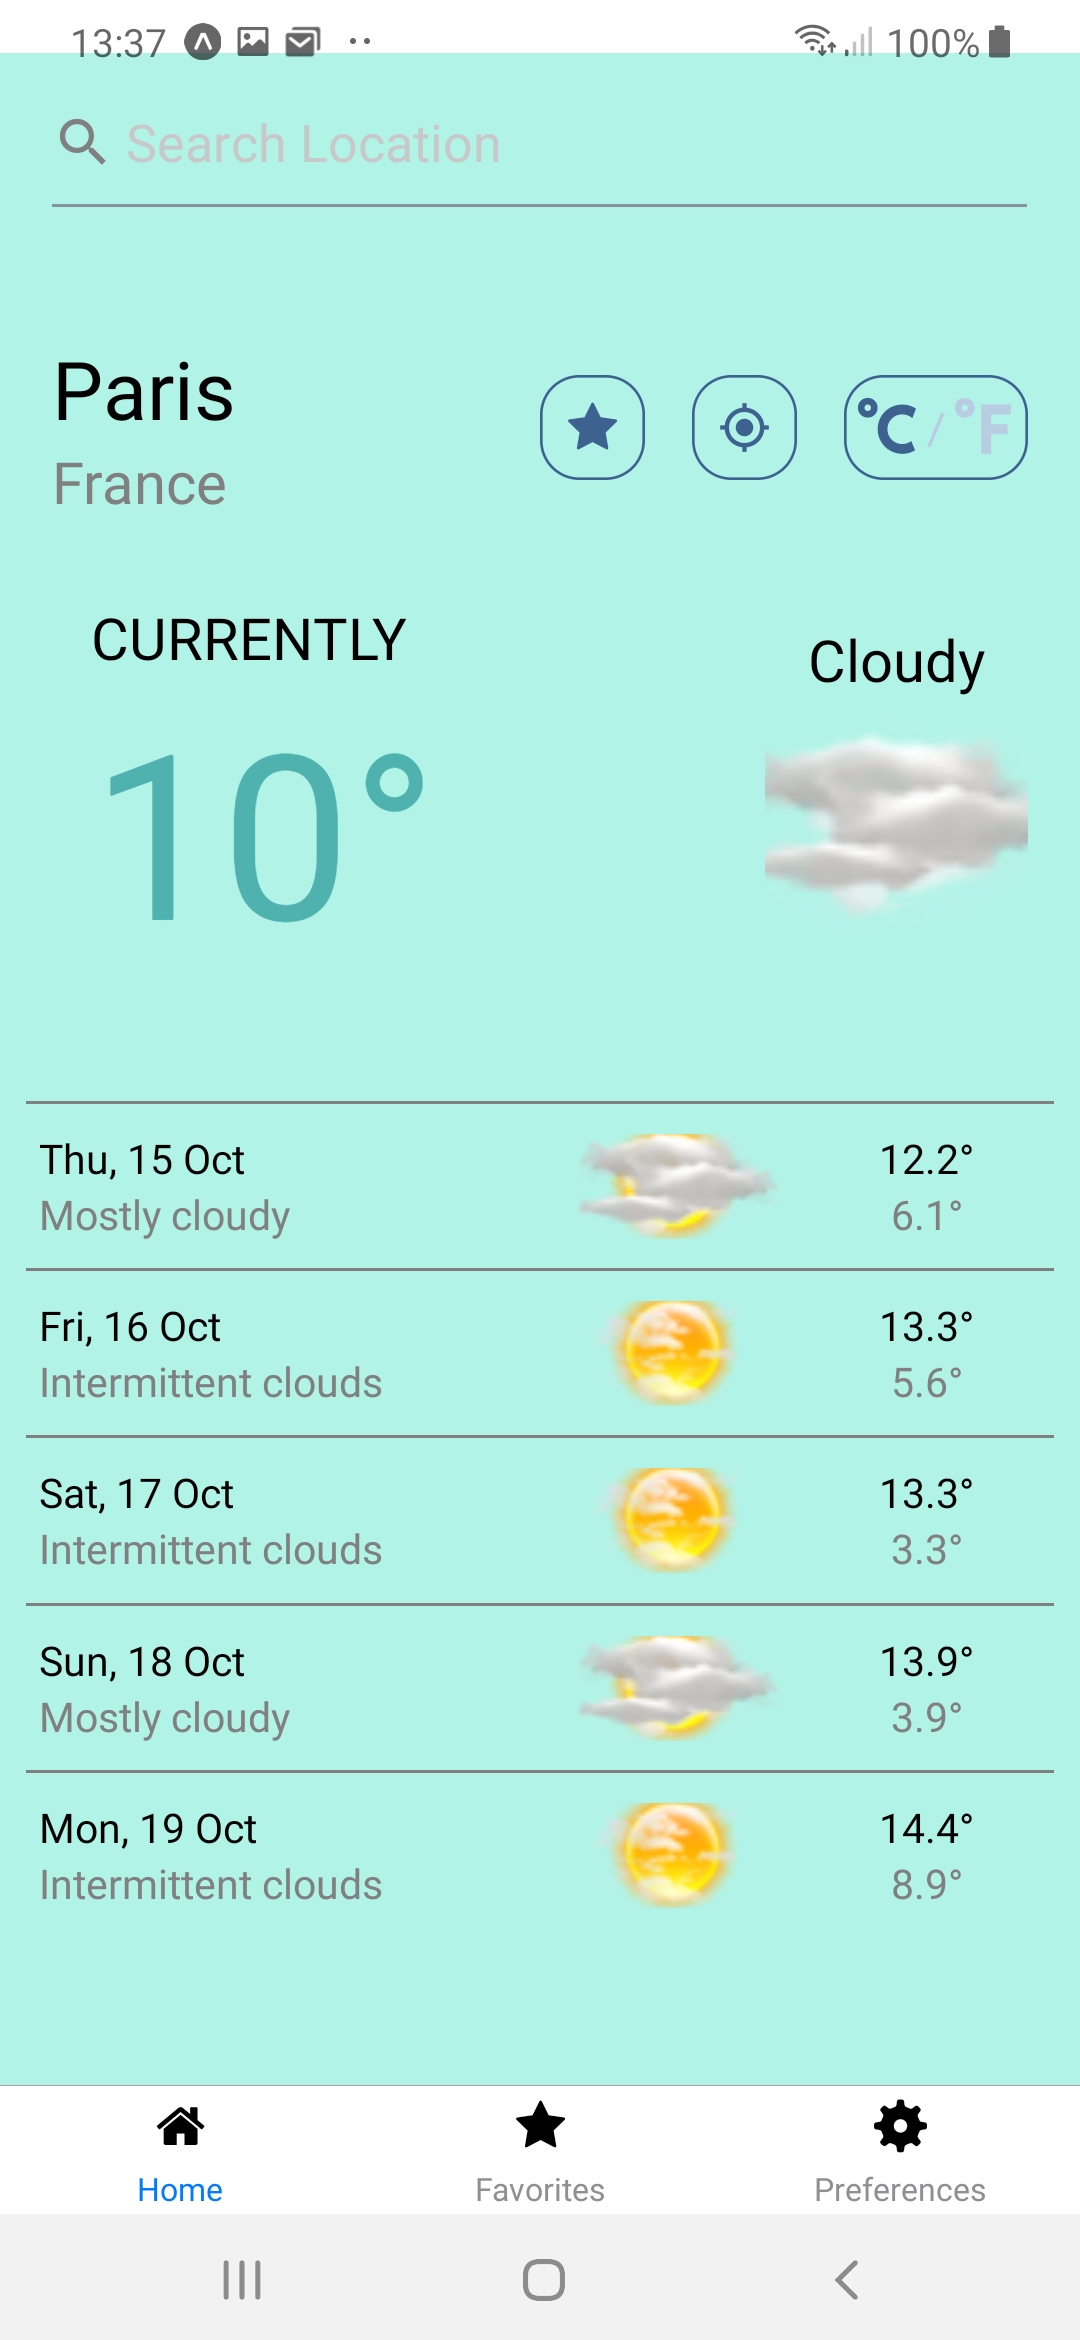 13:37 100%
Search Location
Paris
France
°C / °F
CURRENTLY
Cloudy
10°
Thu, 15 Oct 12.2°
Mostly cloudy 6.1°
Fri, 16 Oct 13.3°
Intermittent clouds 5.6°
Sat, 17 Oct 13.3°
Intermittent clouds 3.3°
Sun, 18 Oct 13.9°
Mostly cloudy 3.9°
Mon, 19 Oct 14.4°
Intermittent clouds 8.9°
Home Favorites Preferences